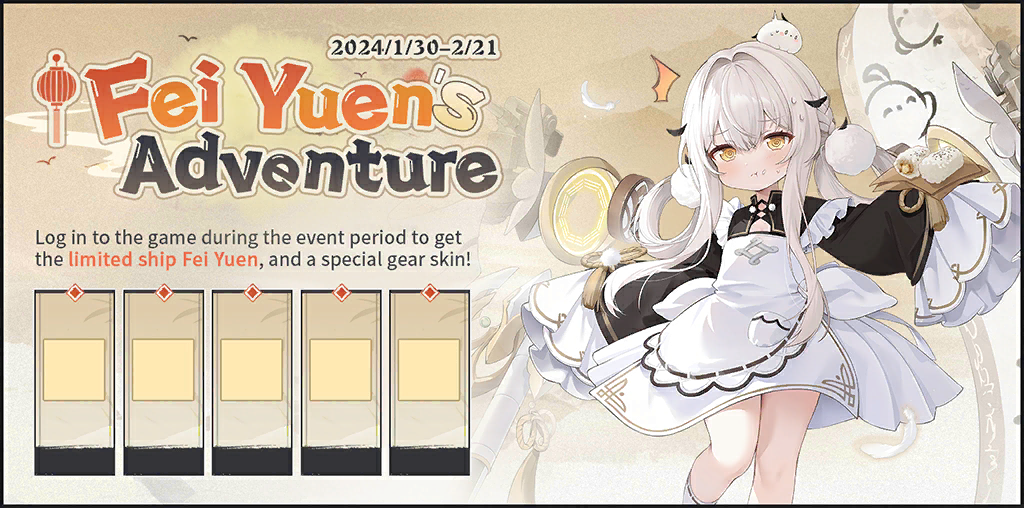 2024/1/30-2/21
Fei Yuen's
Adventure
Log in to the game during the event period to get
the limited ship Fei Yuen, and a special gear skin!